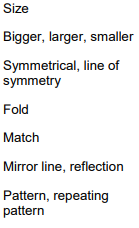 Size
Bigger, larger, smaller
Symmetrical, line of
symmetry
Fold
Match
Mirror line, reflection
Pattern, repeating
pattern